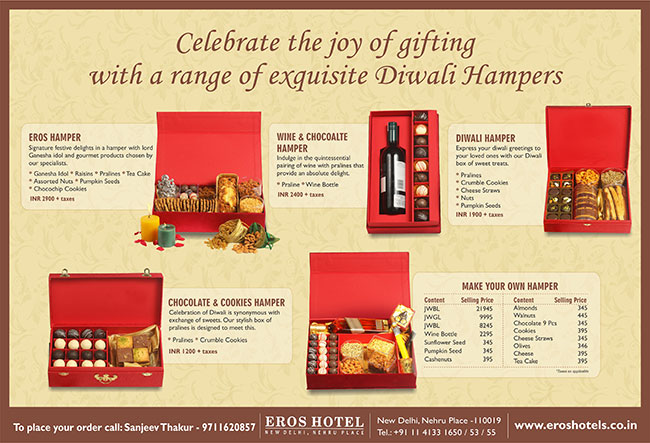 Celebrate the joy of gifting
with a range of exquisite Diwali Hampers
EROS HAMPER
Signature festive delights in a hamper with lord
Ganesha idol and gourmet products chosen by
our specialists.
* Ganesha Idol * Raisins * Pralines * Tea Cake
* Assorted Nuts * Pumpkin Seeds
* Chocochip Cookies
INR 2900 + taxes
WINE & CHOCOALTE
HAMPER
Indulge in the quintessential
pairing of wine with pralines that
provide an absolute delight.
* Praline * Wine Bottle
INR 2400 + taxes
DIWALI HAMPER
Express your diwali greetings to
your loved ones with our Diwali
box of sweet treats.
* Pralines
* Crumble Cookies
* Cheese Straws
* Nuts
* Pumpkin Seeds
INR 1900 + taxes
CHOCOLATE & COOKIES HAMPER
Celebration of Diwali is synonymous with
exchange of sweets. Our stylish box of
pralines is designed to meet this.
* Pralines * Crumble Cookies
INR 1200 + taxes
MAKE YOUR OWN HAMPER
Content Selling Price
JWBL 21945
JWGL 9995
JWBL 8245
Wine Bottle 2295
Sunflower Seed 345
Pumpkin Seed 345
Cashenuts 395
Content Selling Price
Almonds 345
Walnuts 445
Chocolate 9 Pcs 345
Cookies 395
Cheese Straws 345
Olives 345
Cheese 395
Tea Cake 395
*Taxes as applicable
To place your order call: Sanjeev Thakur - 9711620857
EROS HOTEL
NEW DELHI, NEHRU PLACE
New Delhi, Nehru Place -110019
Tel.: +91 11 4133 1650 / 53 / 55
www.eroshotels.co.in